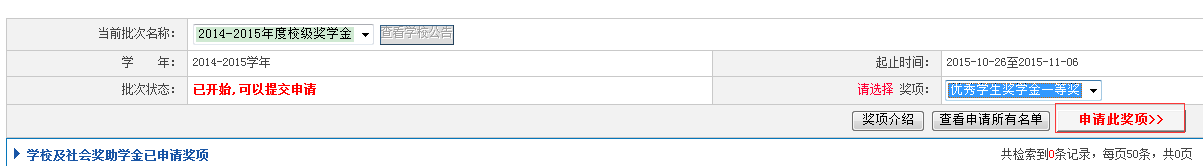 当前批次名称： 2014-2015年度校级奖学金 查看学校公告
学 年： 2014-2015学年 起止时间： 2015-10-26至2015-11-06
批次状态： 已开始,可以提交申请 请选择 奖项： 优秀学生奖学金一等奖
奖项介绍 查看申请所有名单 申请此奖项>>
学校及社会奖助学金已申请奖项 共检索到0条记录，每页50条，共0页